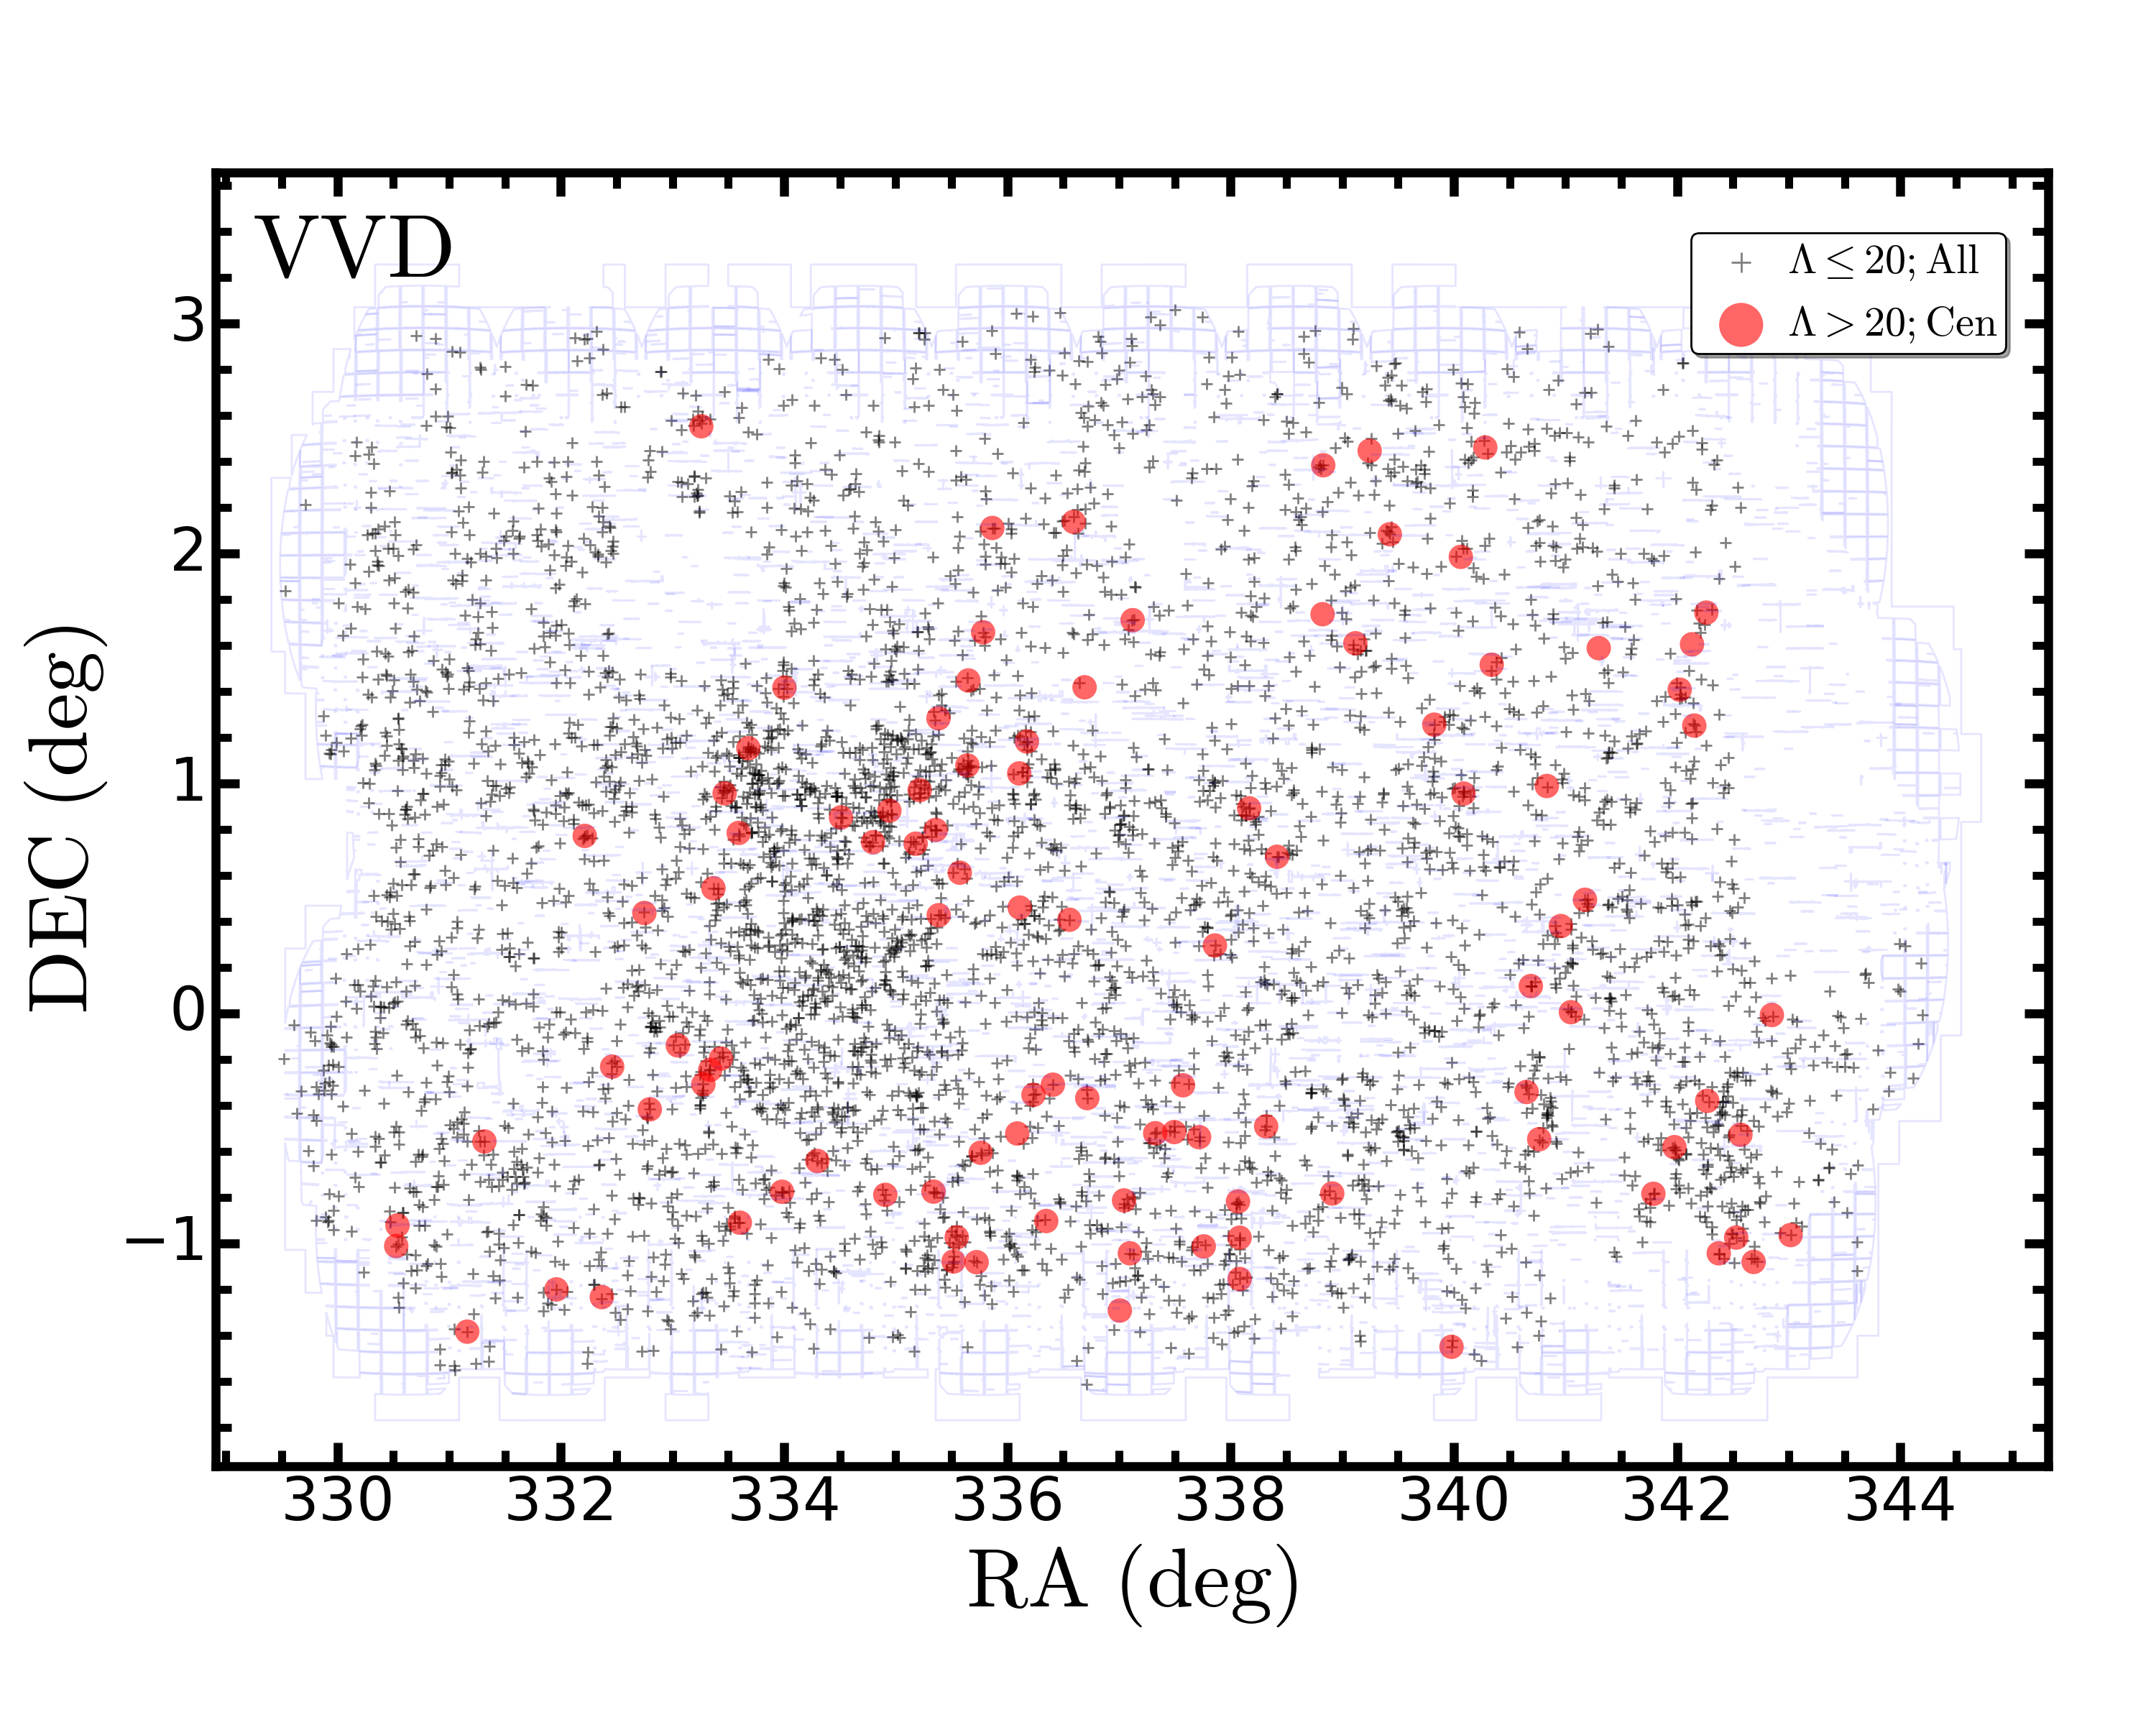 VVD
Λ ≤ 20; All
Λ > 20; Cen
3
2
1
0
−1
DEC (deg)
330 332 334 336 338 340 342 344
RA (deg)